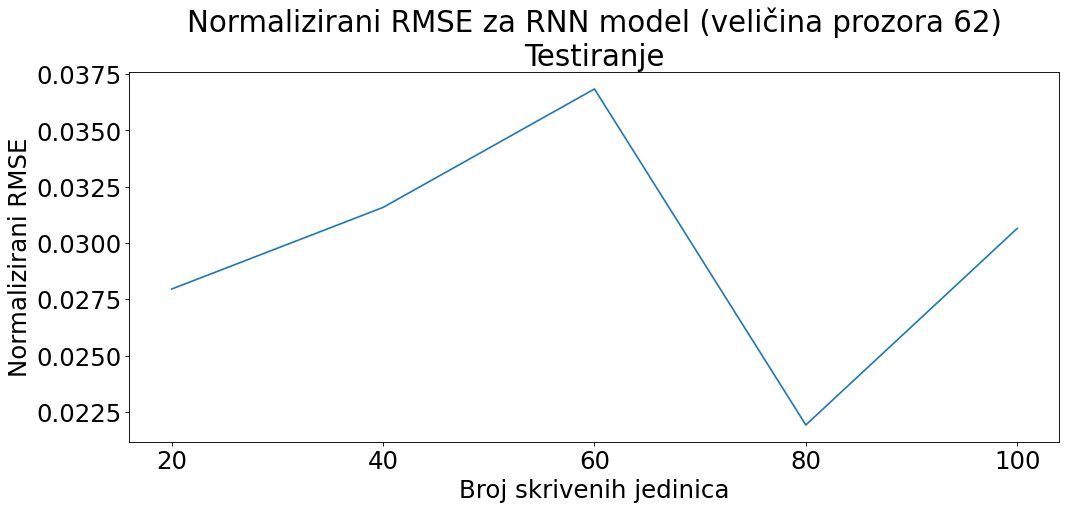 Normalizirani RMSE za RNN model (veličina prozora 62)
Testiranje
Normalizirani RMSE
0.0375
0.0350
0.0325
0.0300
0.0275
0.0250
0.0225
20 40 60 80 100
Broj skrivenih jedinica